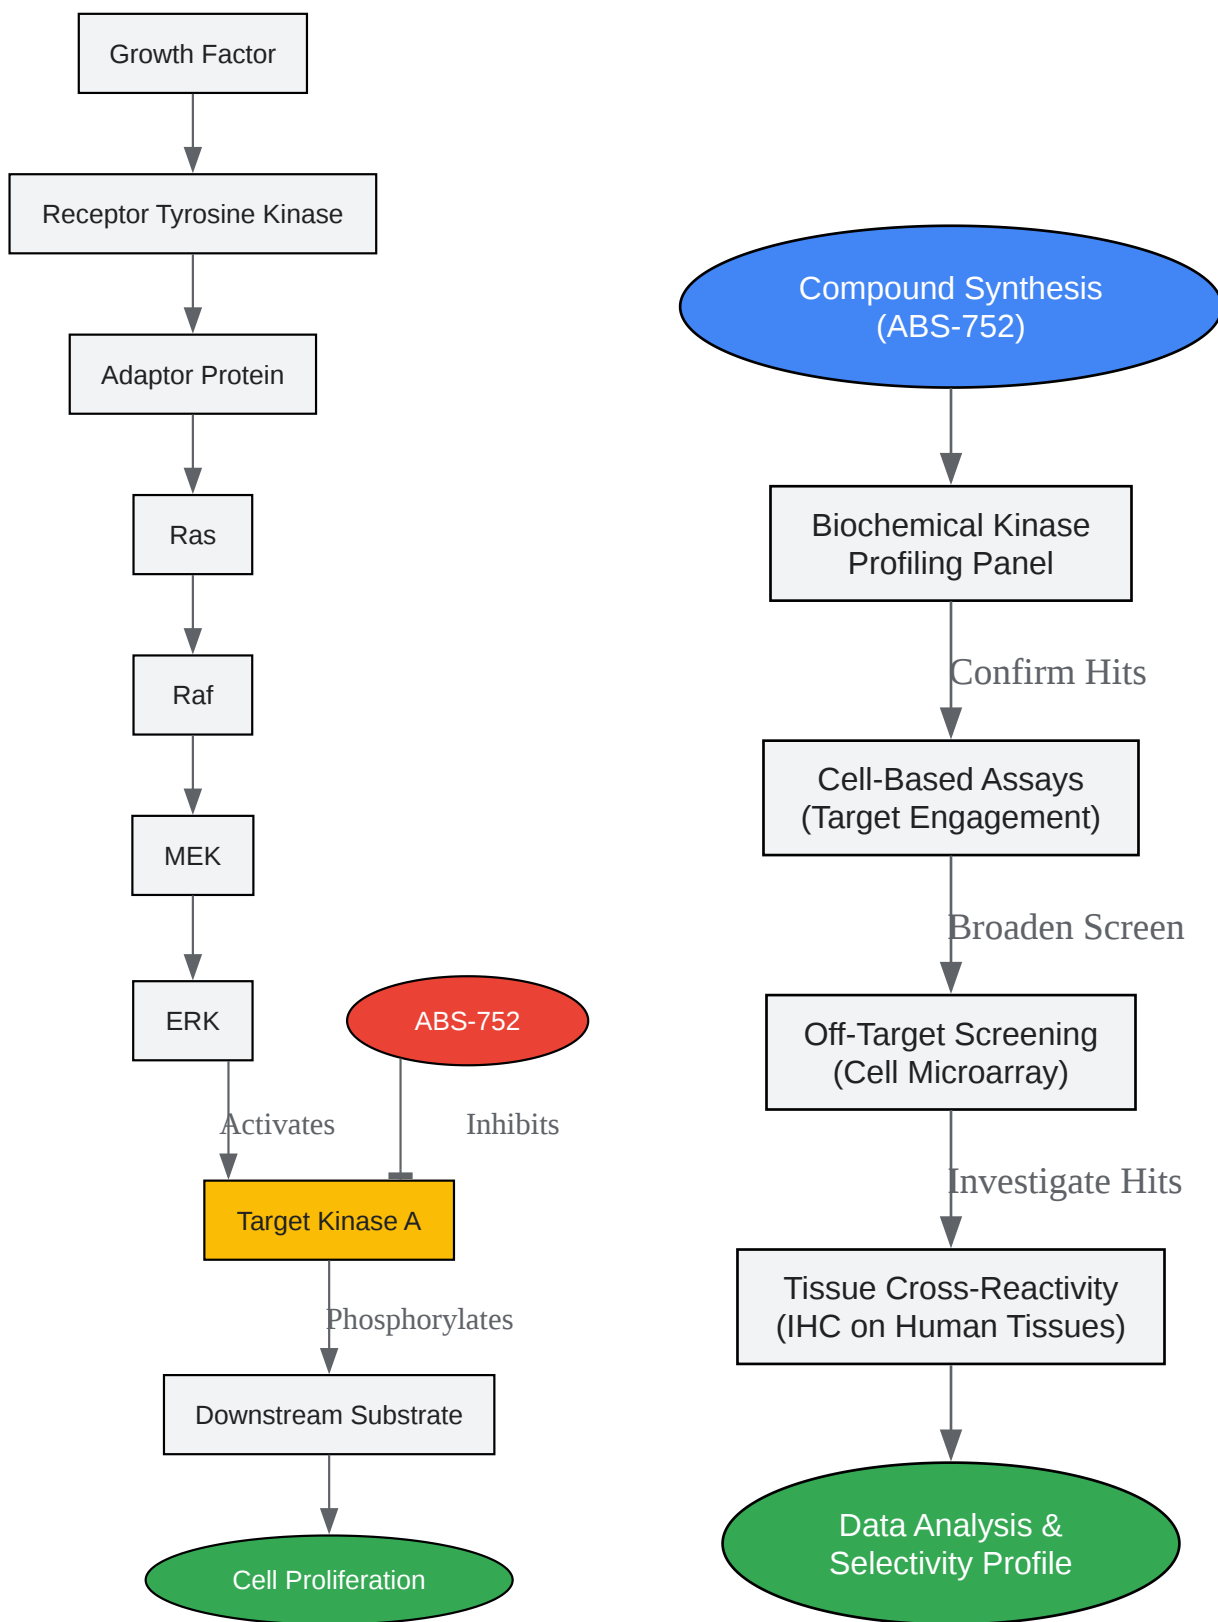 Growth Factor
Receptor Tyrosine Kinase
Adaptor Protein
Ras
Raf
MEK
ERK
ABS-752
Activates
Inhibits
Target Kinase A
Phosphorylates
Downstream Substrate
Cell Proliferation
Compound Synthesis
(ABS-752)
Biochemical Kinase
Profiling Panel
Confirm Hits
Cell-Based Assays
(Target Engagement)
Broaden Screen
Off-Target Screening
(Cell Microarray)
Investigate Hits
Tissue Cross-Reactivity
(IHC on Human Tissues)
Data Analysis &
Selectivity Profile